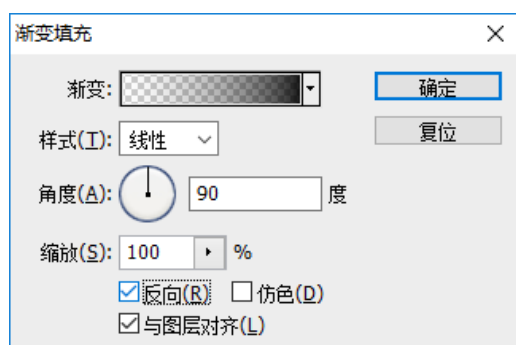 渐变填充
渐变:
确定
样式(T): 线性
复位
角度(A): 90 度
缩放(S): 100 %
反向(R) 仿色(D)
与图层对齐(L)